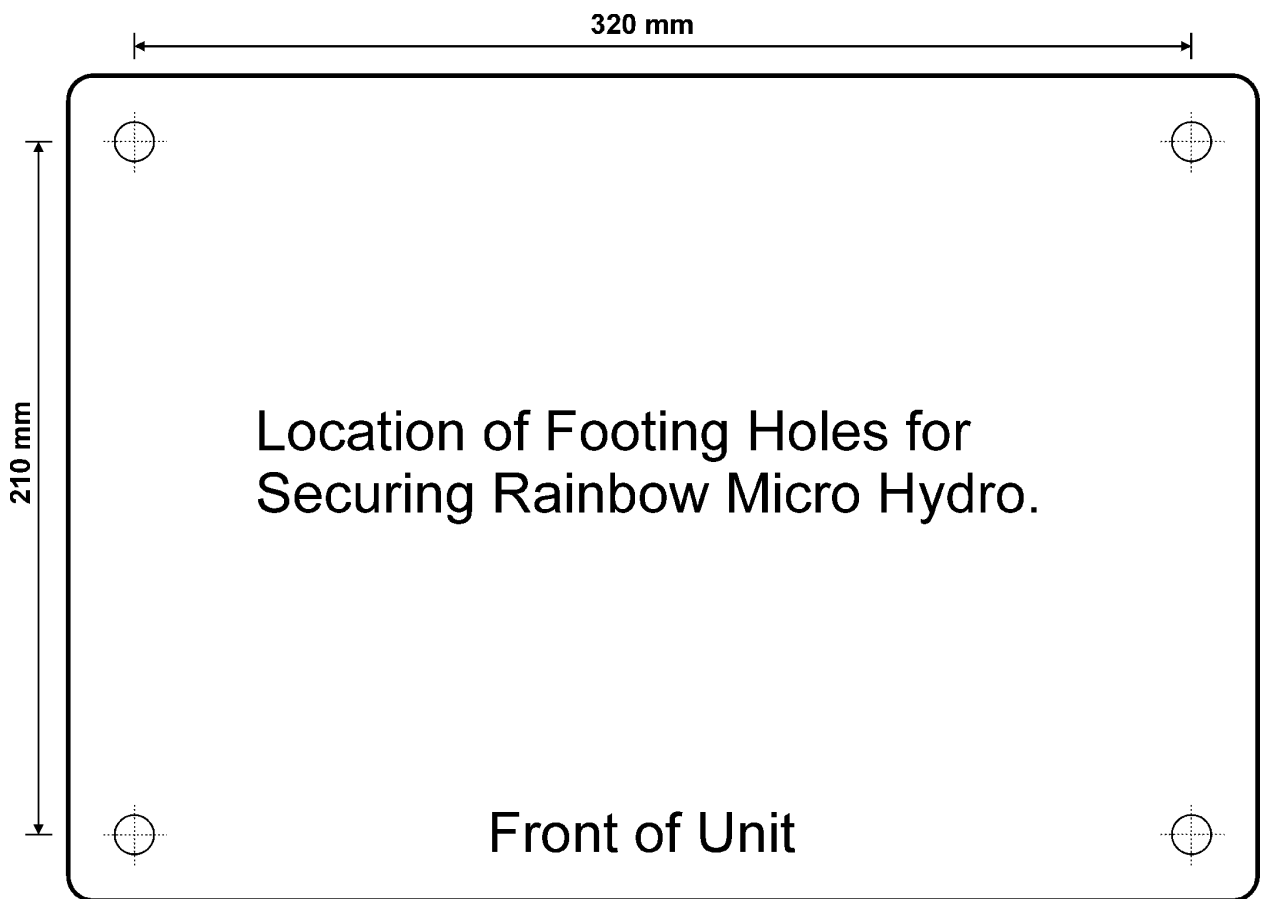 320 mm
210 mm
Location of Footing Holes for
Securing Rainbow Micro Hydro.
Front of Unit